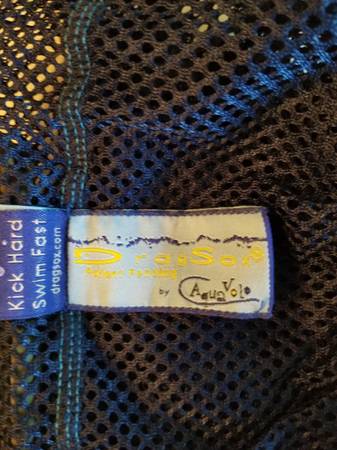 Kick Hard
Swim Fast
dragsox.com
DragSox®
by AquaVolo